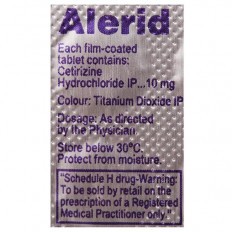 Alerid
Each film-coated
tablet contains:
Cetirizine
Hydrochloride IP...10 mg
Colour: Titanium Dioxide IP
Dosage: As directed
by the Physician
Store below 30°C.
Protect from moisture.
"Schedule H drug-Warning:
To be sold by retail on the
prescription of a Registered
Medical Practitioner only."